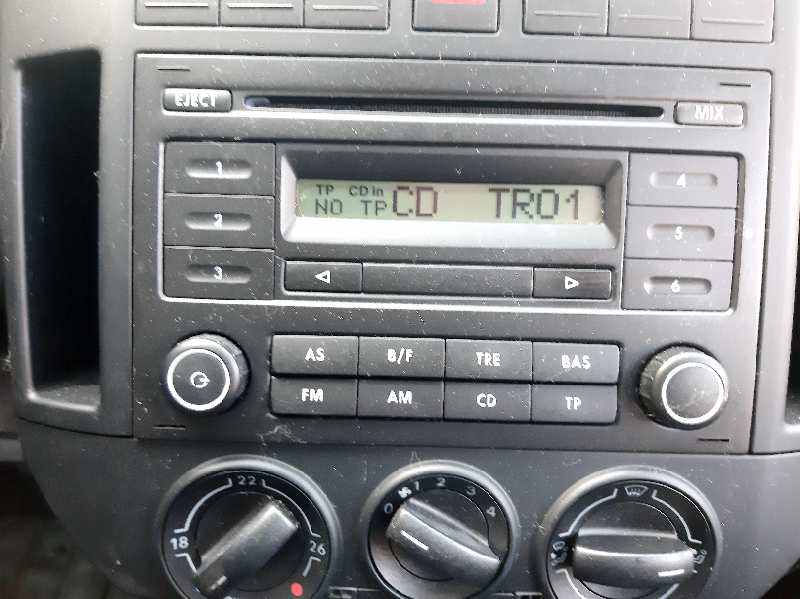 EJECT MIX
1 4
TP CD in
NO TP CD TR01
2 5
3 6
AS B/F TRE BAS
FM AM CD TP
22
18 26
0 1 2 3 4